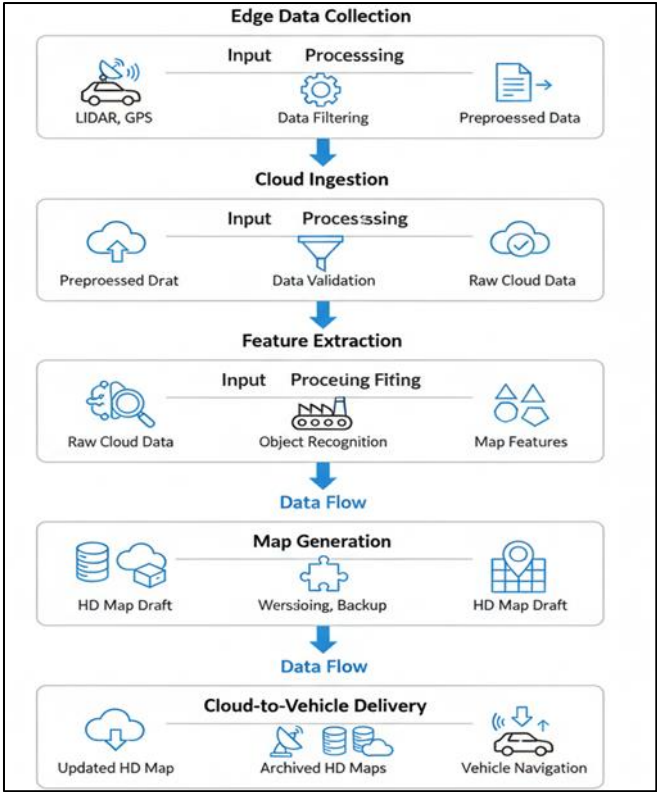 Edge Data Collection
Input Processsing
LIDAR, GPS Data Filtering Preproessed Data
Cloud Ingestion
Input Processsing
Preproessed Drat Data Validation Raw Cloud Data
Feature Extraction
Input Proceuing Fiting
Raw Cloud Data Object Recognition Map Features
Data Flow
Map Generation
HD Map Draft Werssioing, Backup HD Map Draft
Data Flow
Cloud-to-Vehicle Delivery
Updated HD Map Archived HD Maps Vehicle Navigation